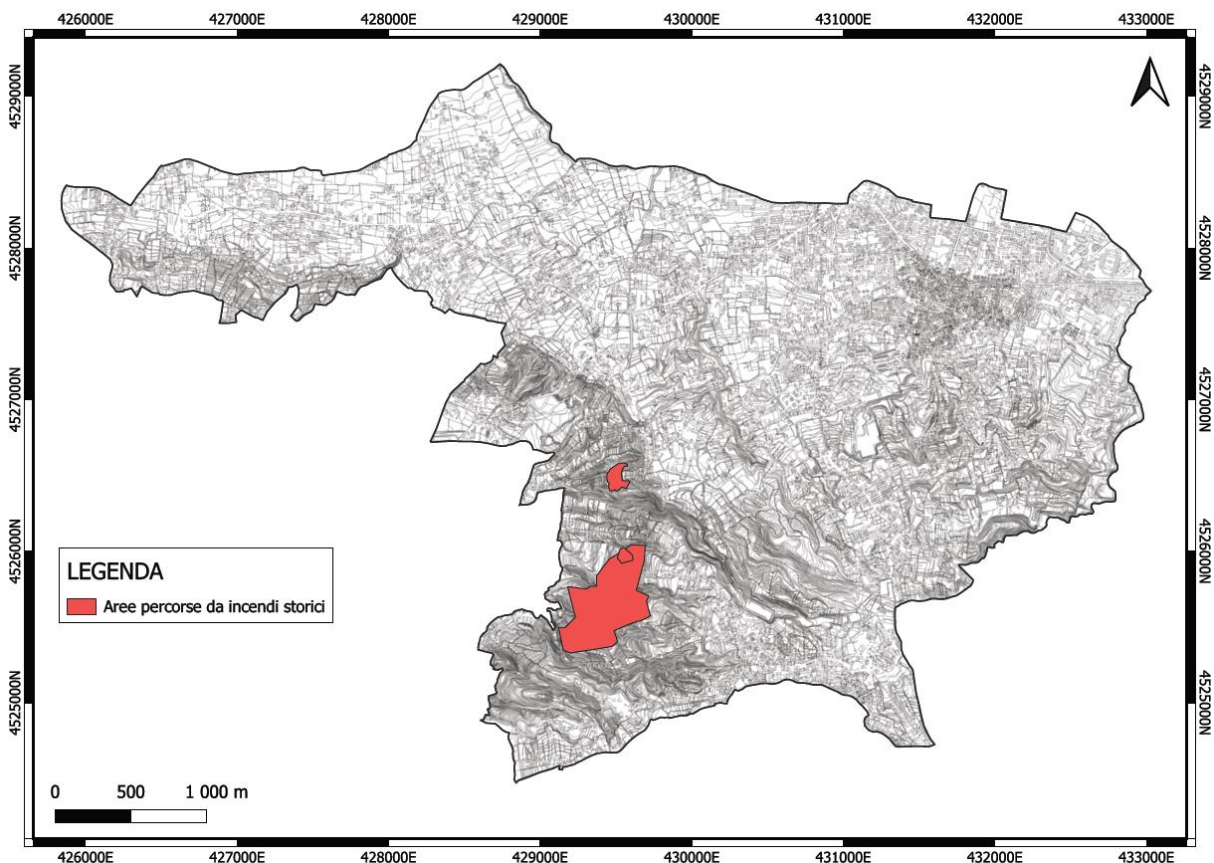 426000E 427000E 428000E 429000E 430000E 431000E 432000E 433000E
4529000N 4529000N
4528000N 4528000N
4527000N 4527000N
4526000N 4526000N
LEGENDA
Aree percorse da incendi storici
4525000N 4525000N
0 500 1 000 m
426000E 427000E 428000E 429000E 430000E 431000E 432000E 433000E